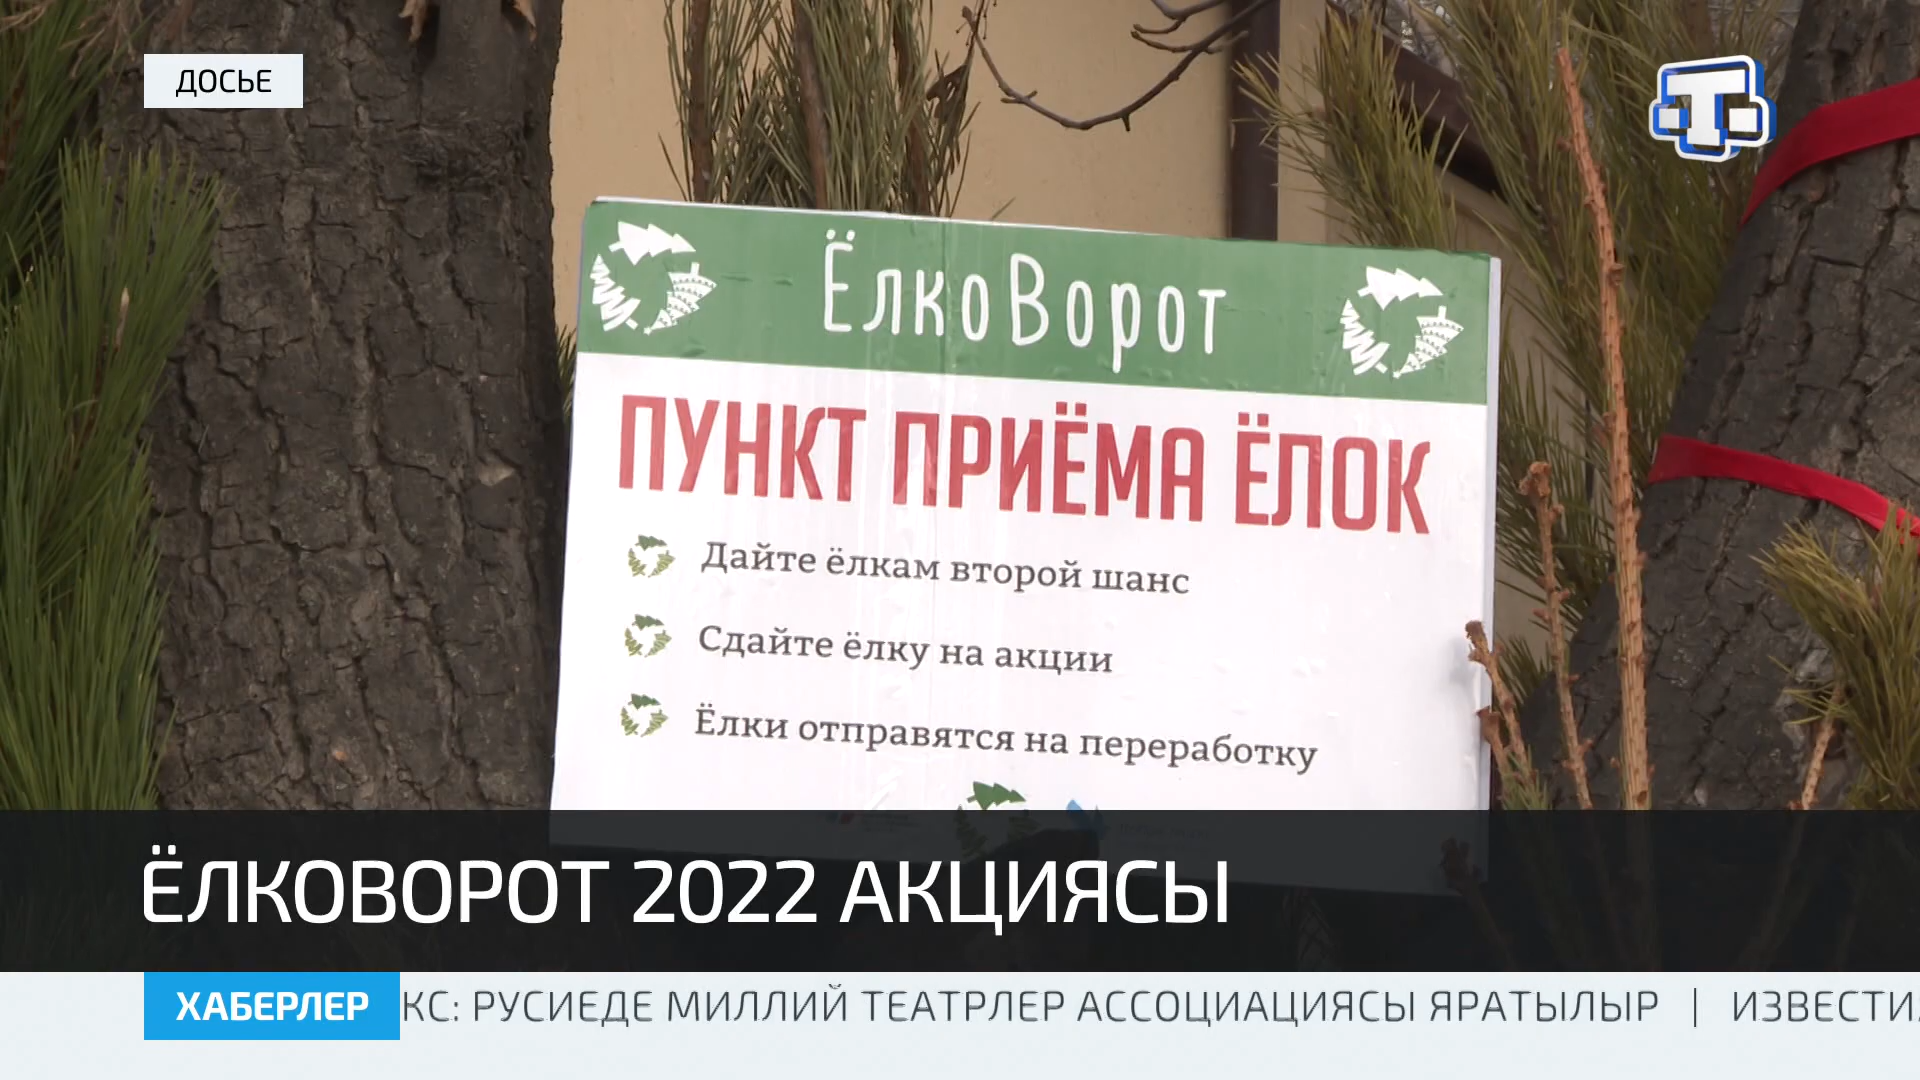 ДОСЬЕ
Т
ЁлкоВорот
ПУНКТ ПРИЁМА ЁЛОК
Дайте ёлкам второй шанс
Сдайте ёлку на акции
Ёлки отправятся на переработку
ЁЛКОВОРОТ 2022 АКЦИЯСЫ
ХАБЕРЛЕР
КС: РУСИЕДЕ МИЛЛИЙ ТЕАТРЛЕР АССОЦИАЦИЯСЫ ЯРАТЫЛЫР | ИЗВЕСТИ